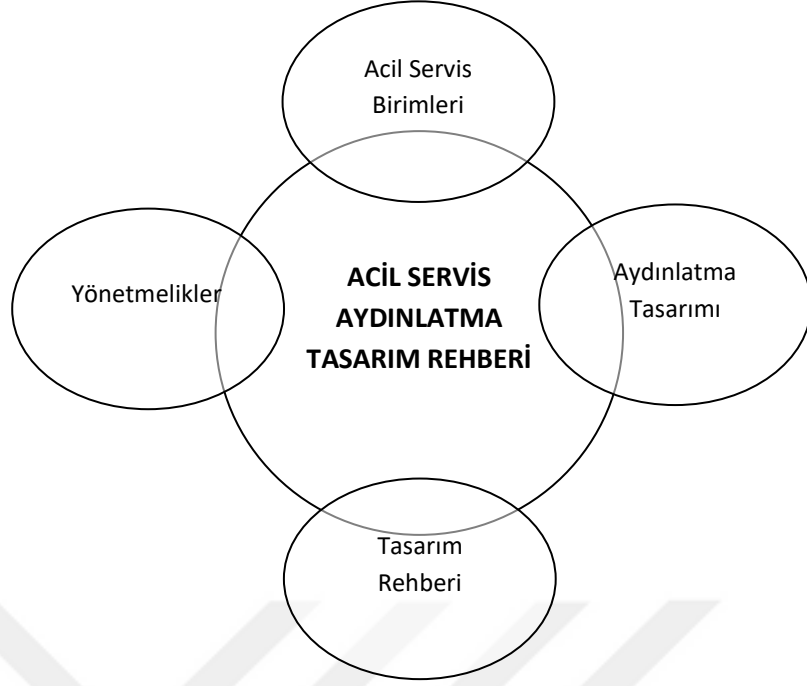 Acil Servis
Birimleri
Yönetmelikler
ACİL SERVİS
AYDINLATMA
TASARIM REHBERİ
Aydınlatma
Tasarımı
Tasarım
Rehberi